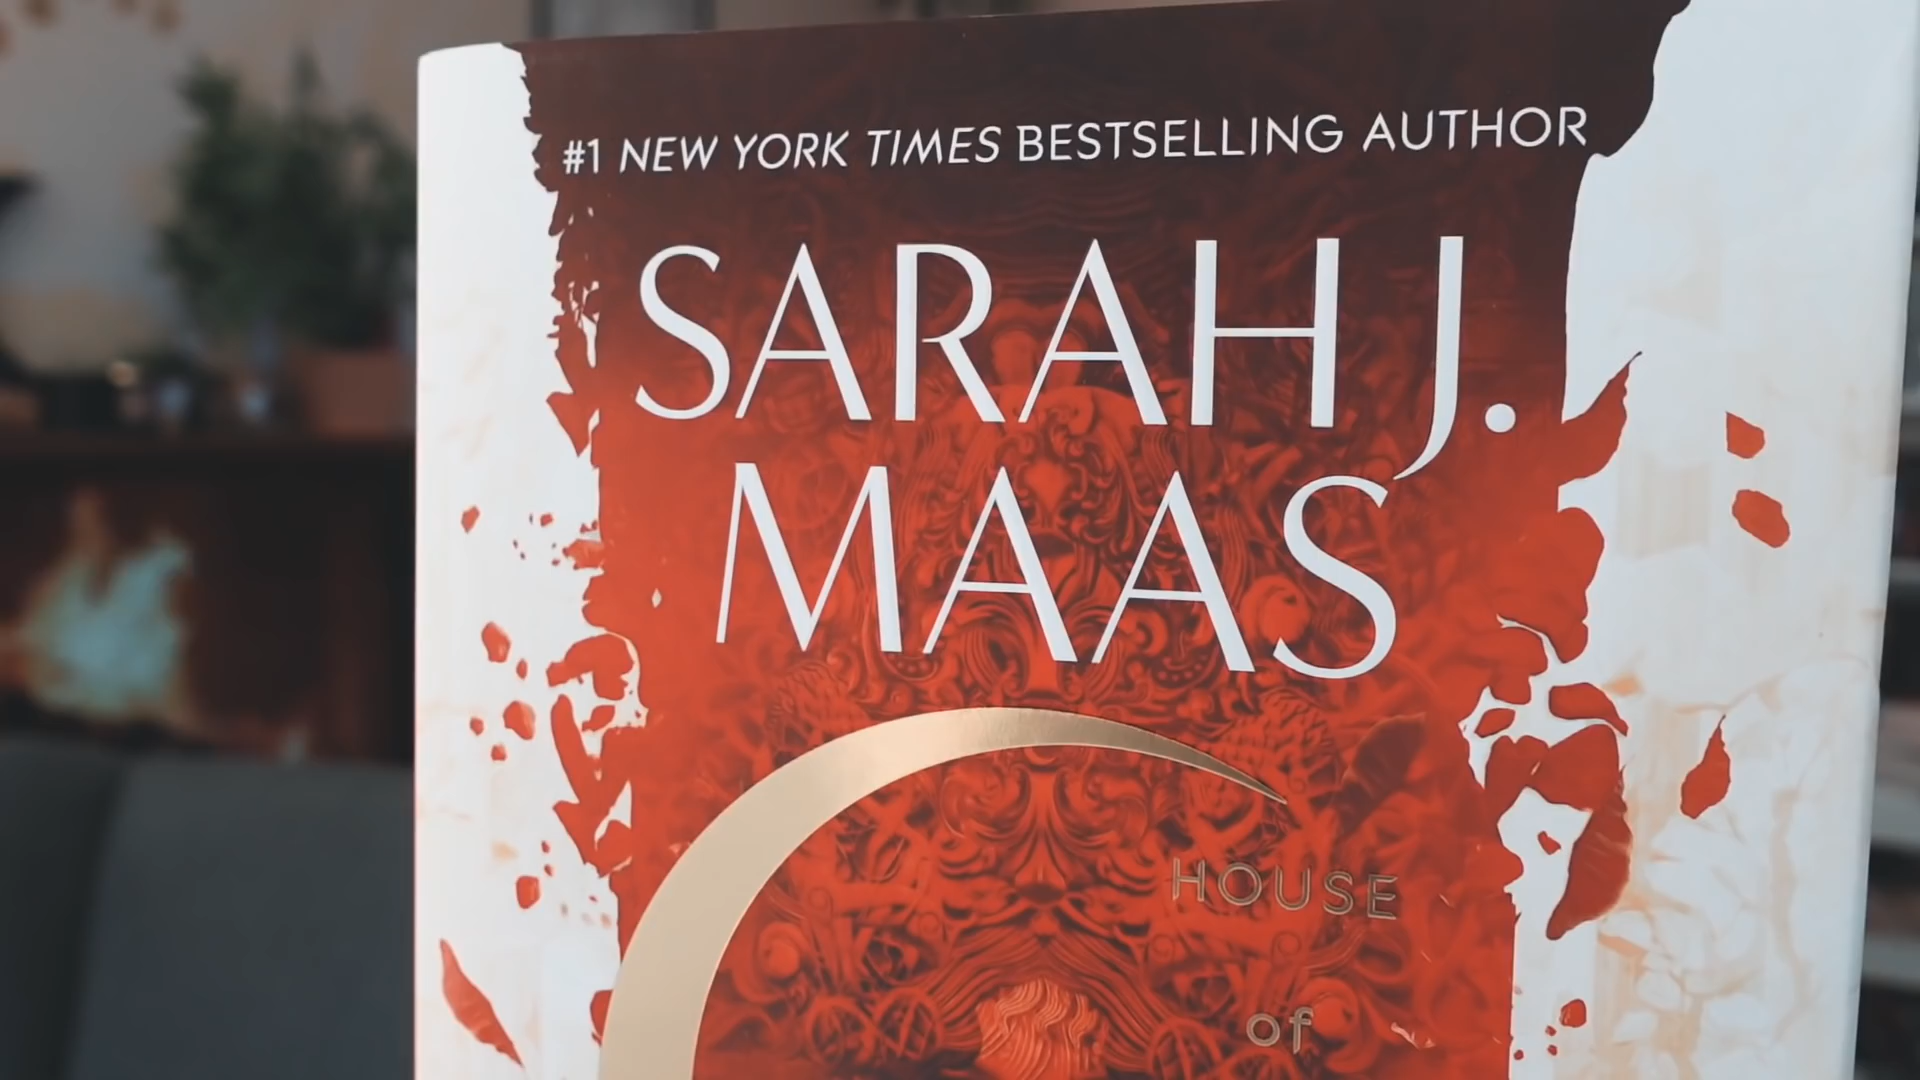 #1 NEW YORK TIMES BESTSELLING AUTHOR
SARAH J.
MAAS
HOUSE
of